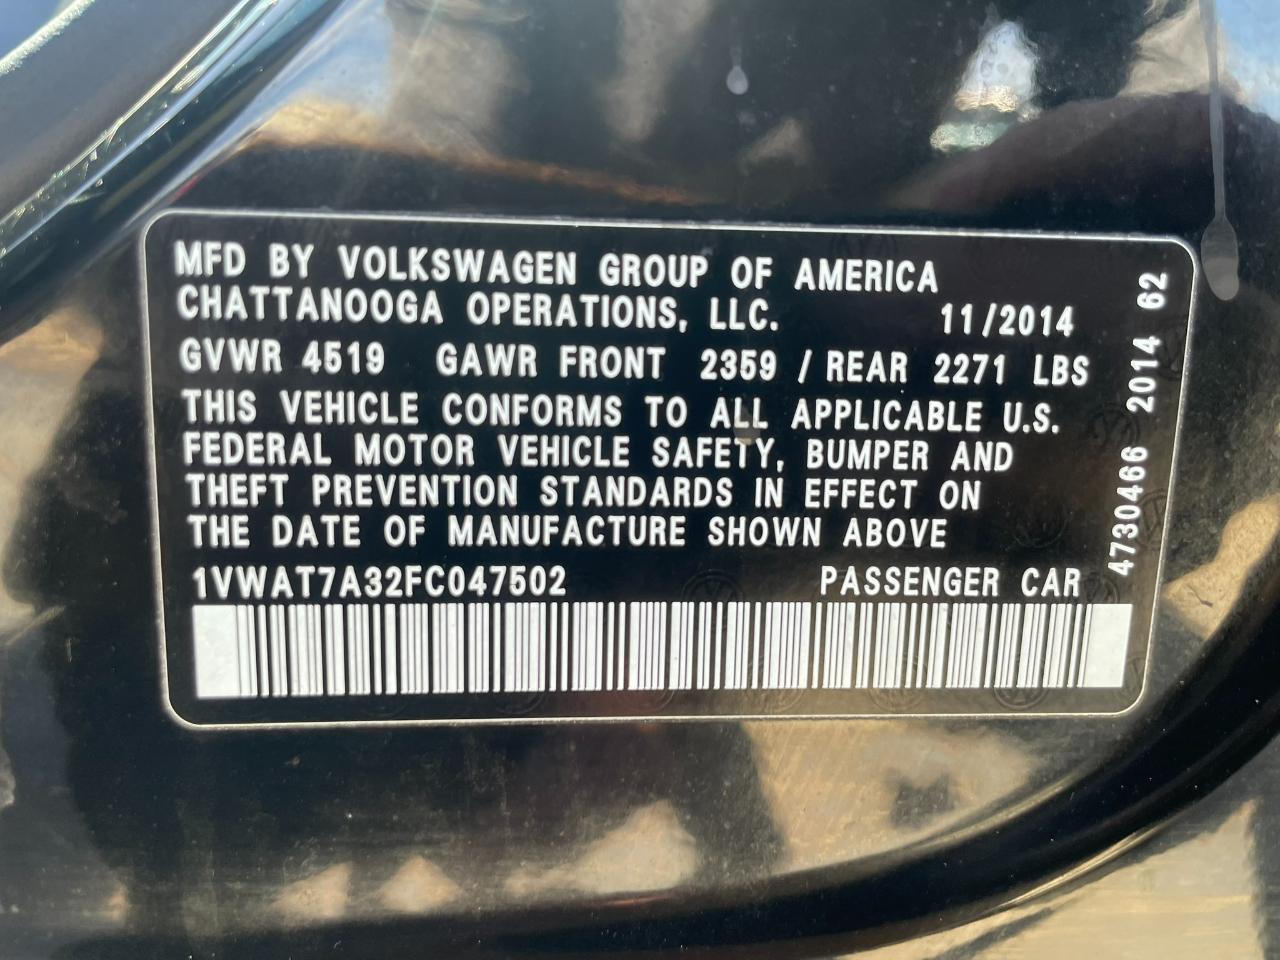 MFD BY VOLKSWAGEN GROUP OF AMERICA
CHATTANOOGA OPERATIONS, LLC. 11/2014
GVWR 4519 GAWR FRONT 2359 / REAR 2271 LBS
THIS VEHICLE CONFORMS TO ALL APPLICABLE U.S.
FEDERAL MOTOR VEHICLE SAFETY, BUMPER AND
THEFT PREVENTION STANDARDS IN EFFECT ON
THE DATE OF MANUFACTURE SHOWN ABOVE
1VWAT7A32FC047502 PASSENGER CAR
4730466 2014 62